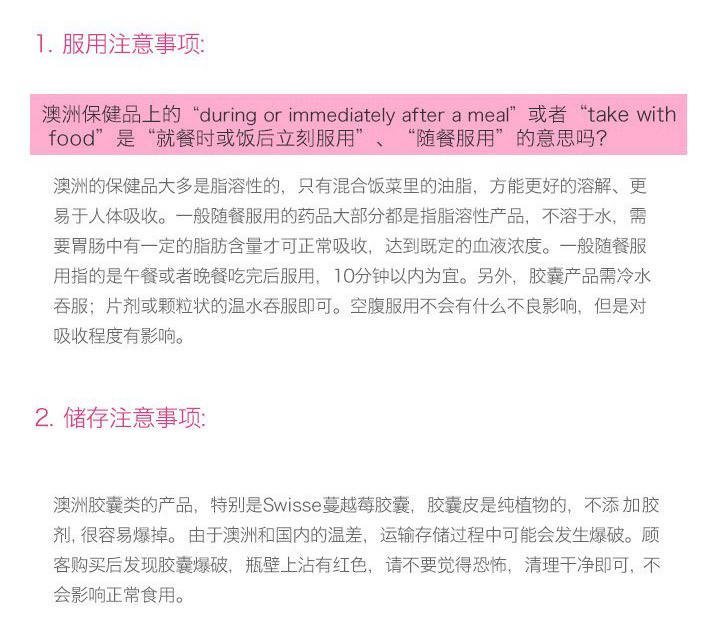 1. 服用注意事项:
澳洲保健品上的“during or immediately after a meal”或者“take with
food”是“就餐时或饭后立刻服用”、“随餐服用”的意思吗？
澳洲的保健品大多是脂溶性的，只有混合饭菜里的油脂，方能更好的溶解、更
易于人体吸收。一般随餐服用的药品大部分都是指脂溶性产品，不溶于水，需
要胃肠中有一定的脂肪含量才可正常吸收，达到既定的血液浓度。一般随餐服
用指的是午餐或者晚餐吃完后服用，10分钟以内为宜。另外，胶囊产品需冷水
吞服；片剂或颗粒状的温水吞服即可。空腹服用不会有什么不良影响，但是对
吸收程度有影响。
2. 储存注意事项:
澳洲胶囊类的产品，特别是Swisse蔓越莓胶囊，胶囊皮是纯植物的，不添加胶
剂, 很容易爆掉。由于澳洲和国内的温差，运输存储过程中可能会发生爆破。顾
客购买后发现胶囊爆破，瓶壁上沾有红色，请不要觉得恐怖，清理干净即可, 不
会影响正常食用。